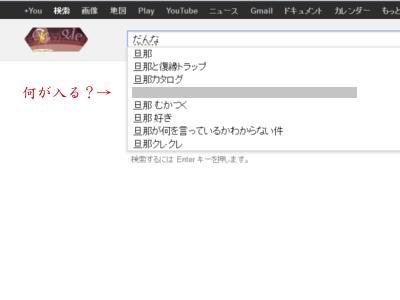 +You 検索 画像 地図 Play YouTube ニュース Gmail ドキュメント カレンダー もっと
Google
だんな
旦那
旦那と復縁トラップ
旦那カタログ
何が入る？→
旦那 むかつく
旦那 好き
旦那が何を言っているかわからない件
旦那クレクレ
検索するには Enter キーを押します。